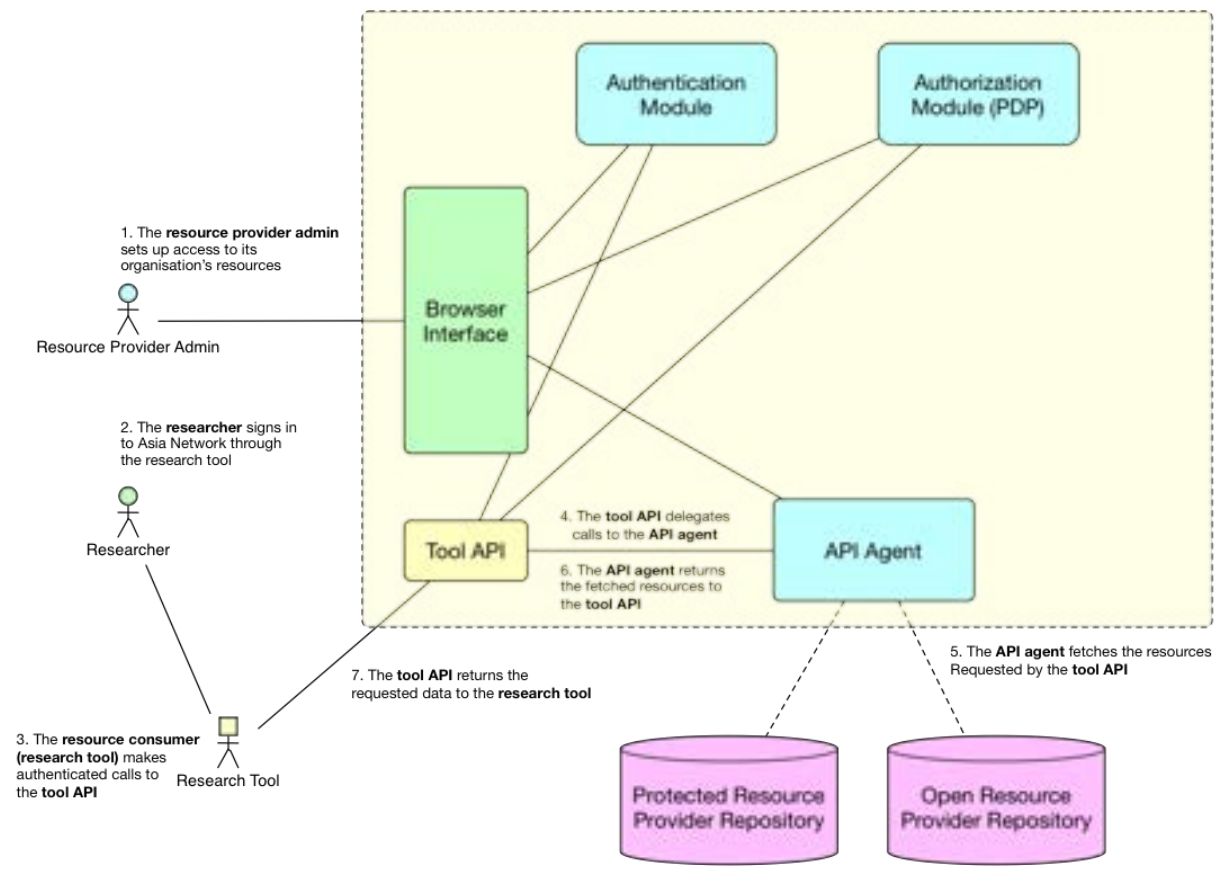 Authentication
Module
Authorization
Module (PDP)
1. The resource provider admin
sets up access to its
organisation's resources
Resource Provider Admin
Browser
Interface
2. The researcher signs in
to Asia Network through
the research tool
Researcher
4. The tool API delegates
calls to the API agent
Tool API
API Agent
6. The API agent returns
the fetched resources to
the tool API
5. The API agent fetches the resources
Requested by the tool API
7. The tool API returns the
requested data to the research tool
3. The resource consumer
(research tool) makes
authenticated calls to
the tool API
Research Tool
Protected Resource
Provider Repository
Open Resource
Provider Repository